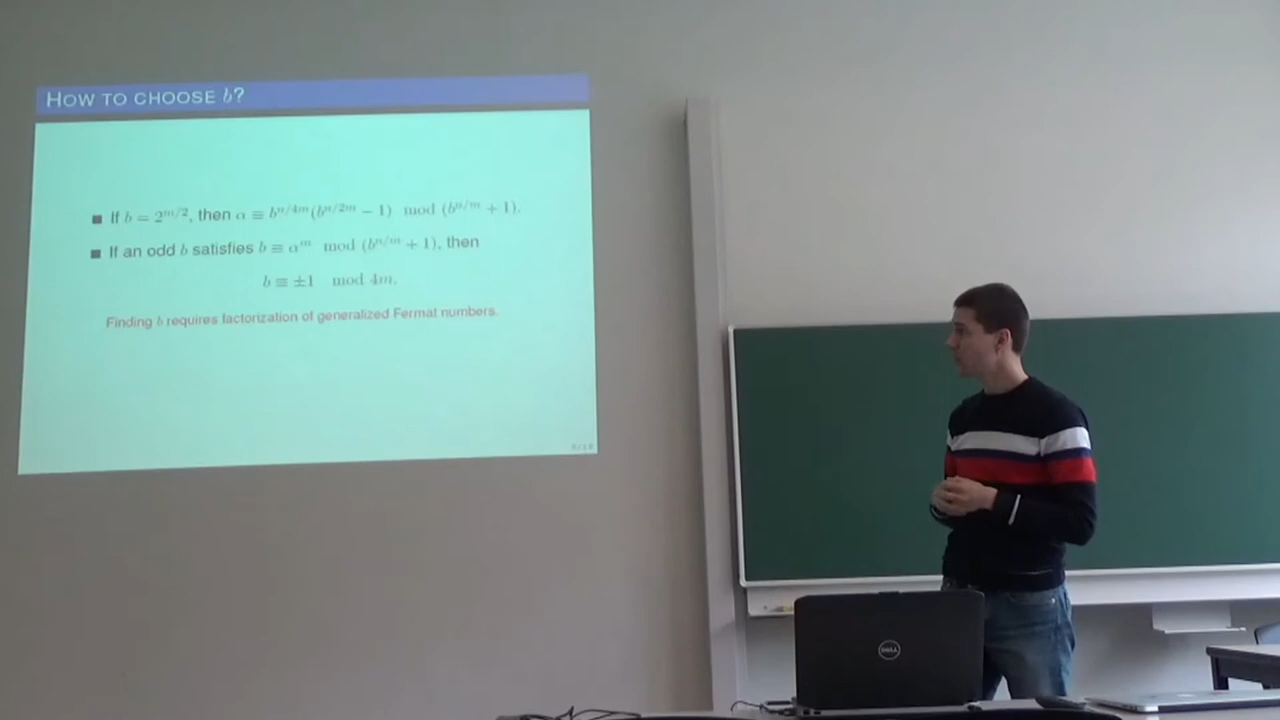 HOW TO CHOOSE b?
■ If b = 2^{m/2}, then α ≡ b^{n/4m}(b^{n/2m} − 1) mod (b^{n/m} + 1).
■ If an odd b satisfies b ≡ α^m mod (b^{n/m} + 1), then
b ≡ ±1 mod 4m.
Finding b requires factorization of generalized Fermat numbers.
DELL